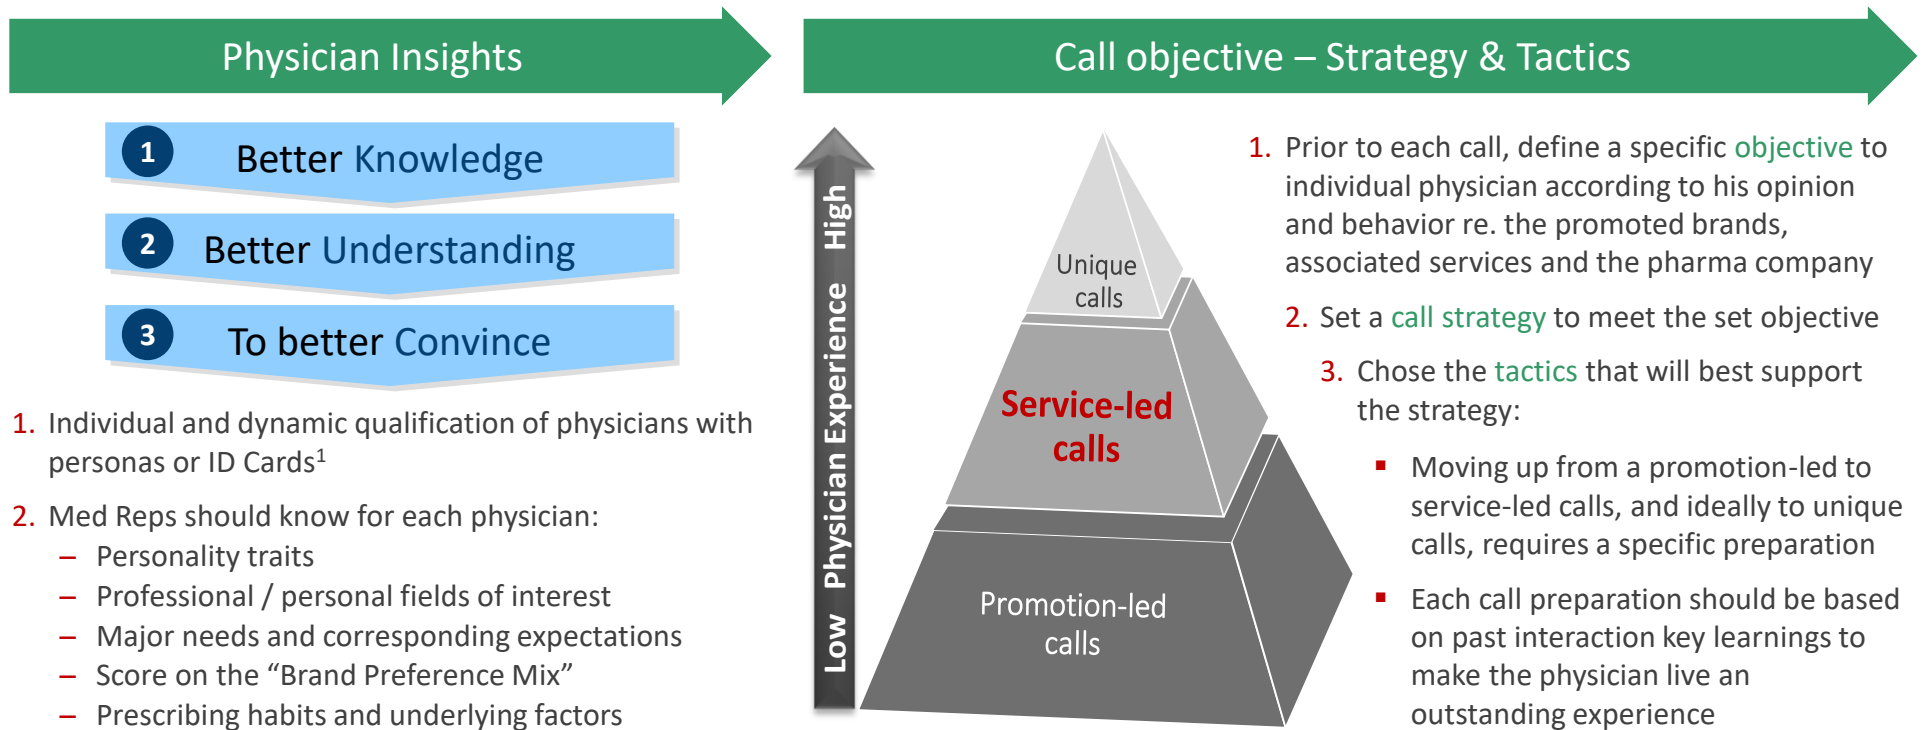 Physician Insights
1
Better Knowledge
2
Better Understanding
3
To better Convince
1. Individual and dynamic qualification of physicians with
personas or ID Cards¹
2. Med Reps should know for each physician:
– Personality traits
– Professional / personal fields of interest
– Major needs and corresponding expectations
– Score on the “Brand Preference Mix”
– Prescribing habits and underlying factors
Call objective – Strategy & Tactics
Low Physician Experience High
Unique
calls
Service-led
calls
Promotion-led
calls
1. Prior to each call, define a specific objective to
individual physician according to his opinion
and behavior re. the promoted brands,
associated services and the pharma company
2. Set a call strategy to meet the set objective
3. Chose the tactics that will best support
the strategy:
▪ Moving up from a promotion-led to
service-led calls, and ideally to unique
calls, requires a specific preparation
▪ Each call preparation should be based
on past interaction key learnings to
make the physician live an
outstanding experience